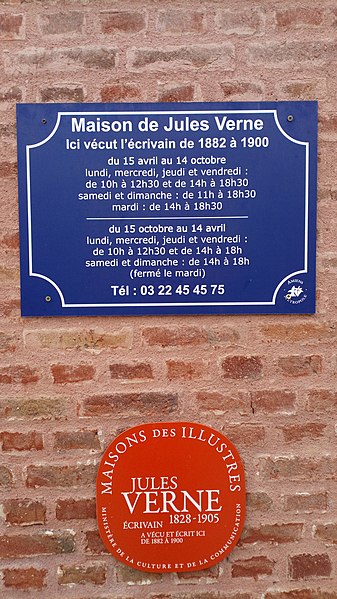 Maison de Jules Verne
Ici vécut l'écrivain de 1882 à 1900
du 15 avril au 14 octobre
lundi, mercredi, jeudi et vendredi :
de 10h à 12h30 et de 14h à 18h30
samedi et dimanche : de 11h à 18h30
mardi : de 14h à 18h30
du 15 octobre au 14 avril
lundi, mercredi, jeudi et vendredi :
de 10h à 12h30 et de 14h à 18h
samedi et dimanche : de 14h à 18h
(fermé le mardi)
Tél : 03 22 45 45 75
AMIENS
MÉTROPOLE
MAISONS DES ILLUSTRES
JULES
VERNE
ÉCRIVAIN 1828-1905
A VÉCU ET ÉCRIT ICI
DE 1882 À 1900
MINISTÈRE DE LA CULTURE ET DE LA COMMUNICATION